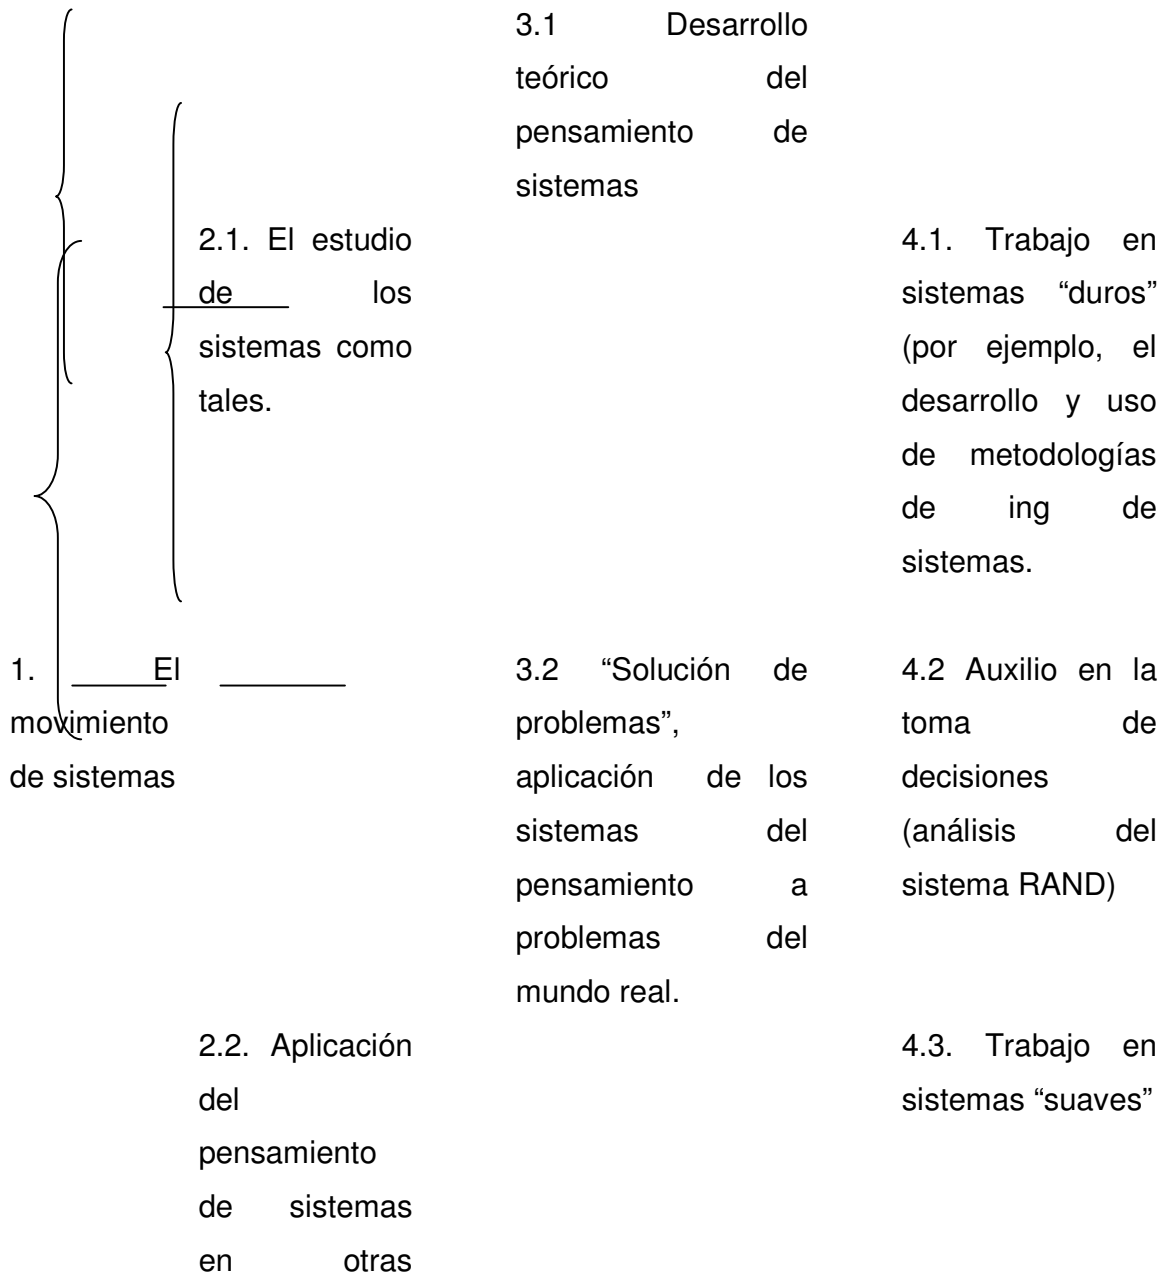 3.1 Desarrollo
teórico del
pensamiento de
sistemas
2.1. El estudio
de los
sistemas como
tales.
4.1. Trabajo en
sistemas “duros”
(por ejemplo, el
desarrollo y uso
de metodologías
de ing de
sistemas.
1. El
movimiento
de sistemas
3.2 “Solución de
problemas”,
aplicación de los
sistemas del
pensamiento a
problemas del
mundo real.
4.2 Auxilio en la
toma de
decisiones
(análisis del
sistema RAND)
2.2. Aplicación
del
pensamiento
de sistemas
en otras
4.3. Trabajo en
sistemas “suaves”